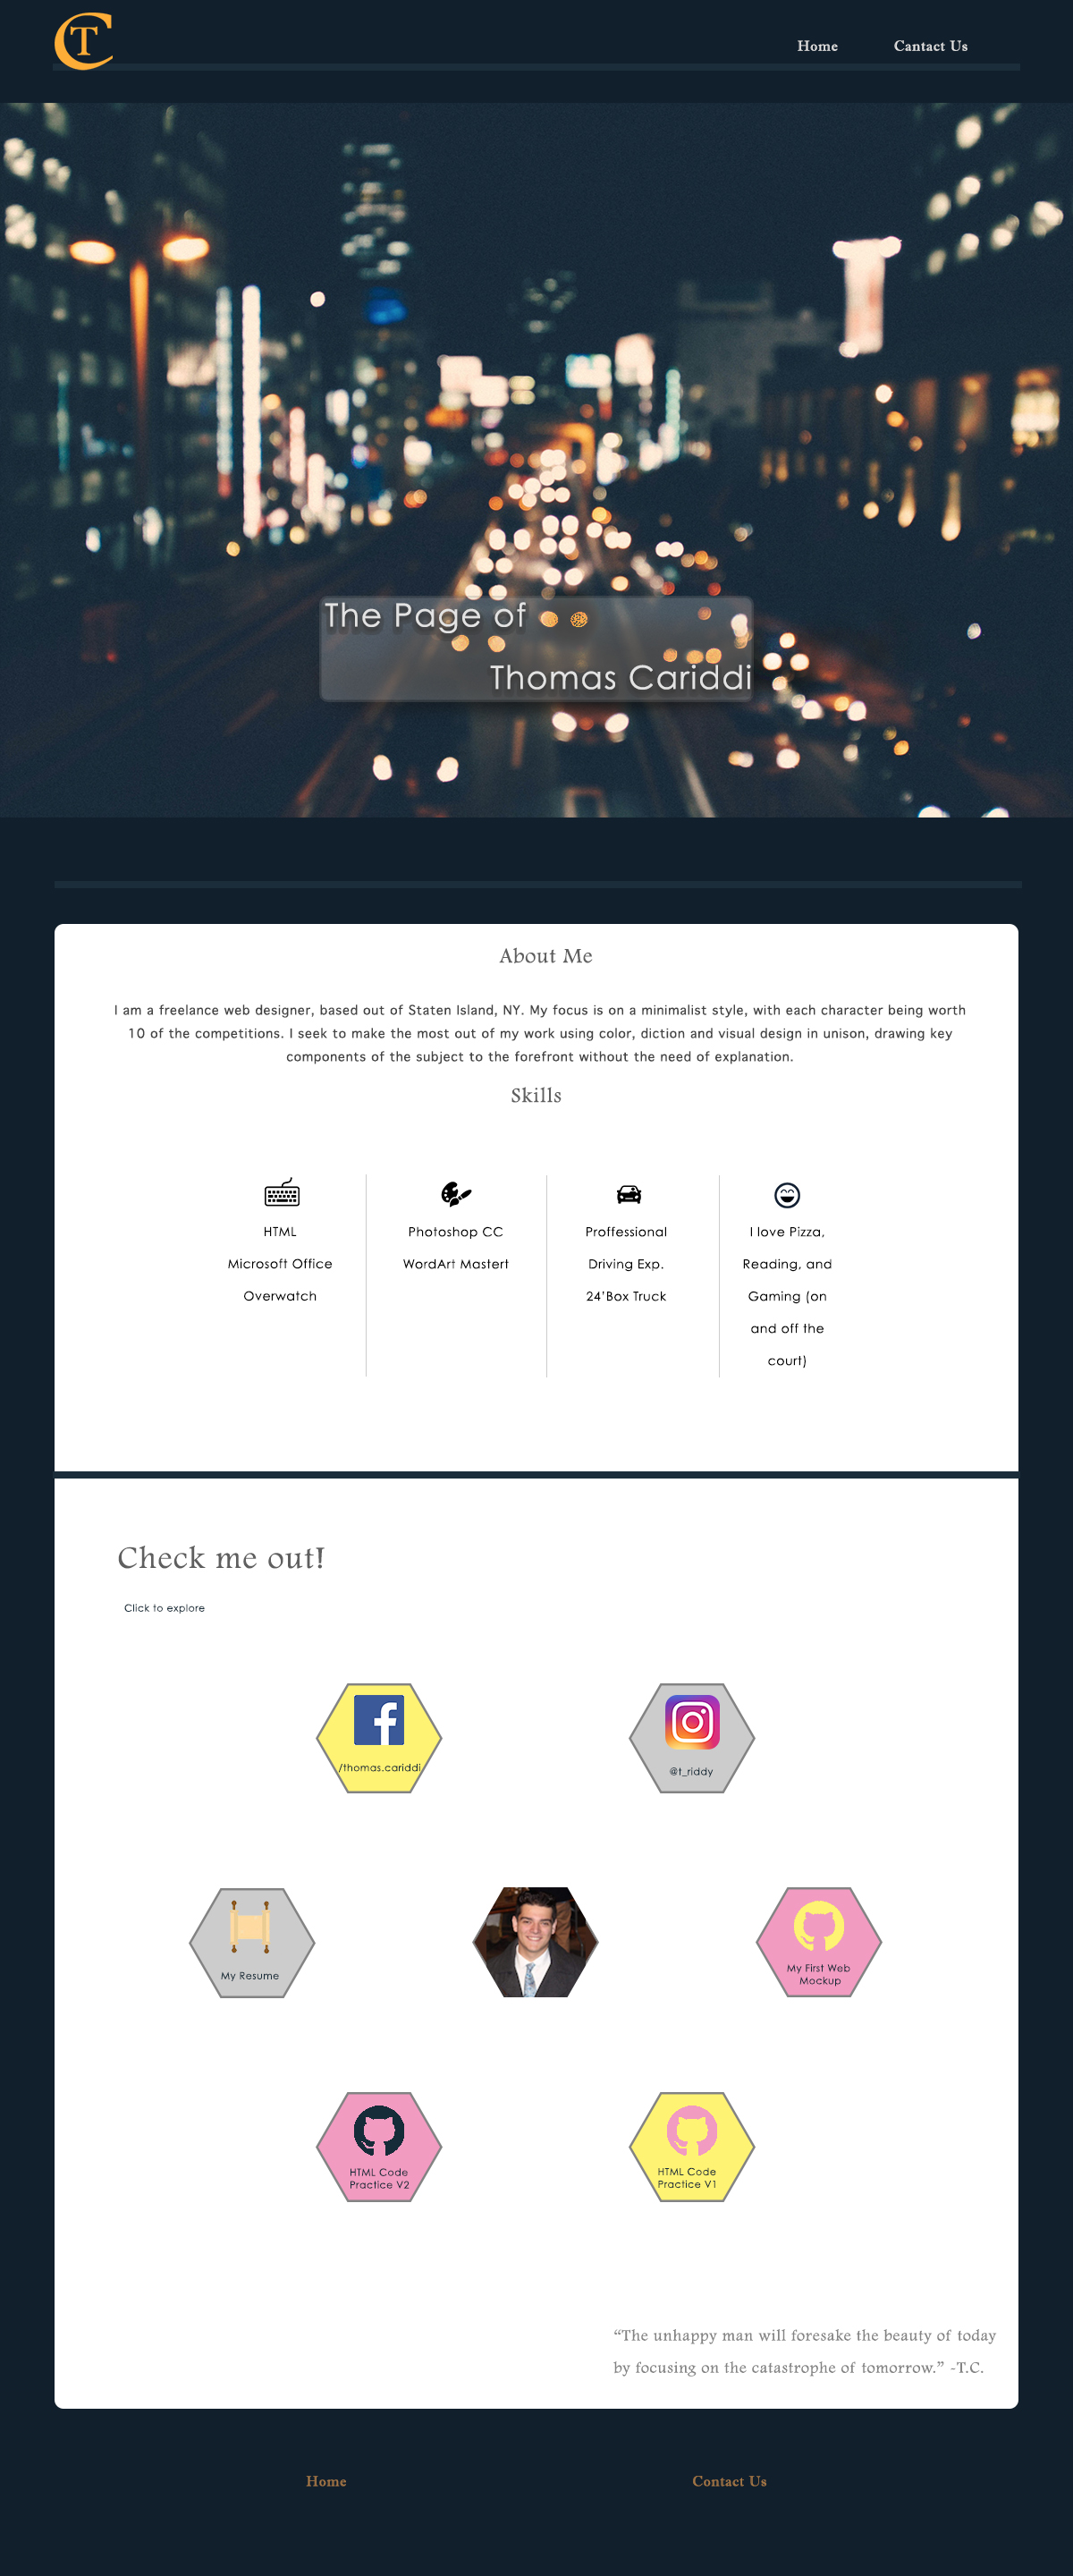 CT
Home Cantact Us
The Page of
Thomas Cariddi
About Me
I am a freelance web designer, based out of Staten Island, NY. My focus is on a minimalist style, with each character being worth
10 of the competitions. I seek to make the most out of my work using color, diction and visual design in unison, drawing key
components of the subject to the forefront without the need of explanation.
Skills
HTML
Microsoft Office
Overwatch
Photoshop CC
WordArt Mastert
Proffessional
Driving Exp.
24'Box Truck
I love Pizza,
Reading, and
Gaming (on
and off the
court)
Check me out!
Click to explore
/thomas.cariddi
@t_riddy
My Resume
My First Web
Mockup
HTML Code
Practice V2
HTML Code
Practice V1
“The unhappy man will foresake the beauty of today
by focusing on the catastrophe of tomorrow.” -T.C.
Home Contact Us